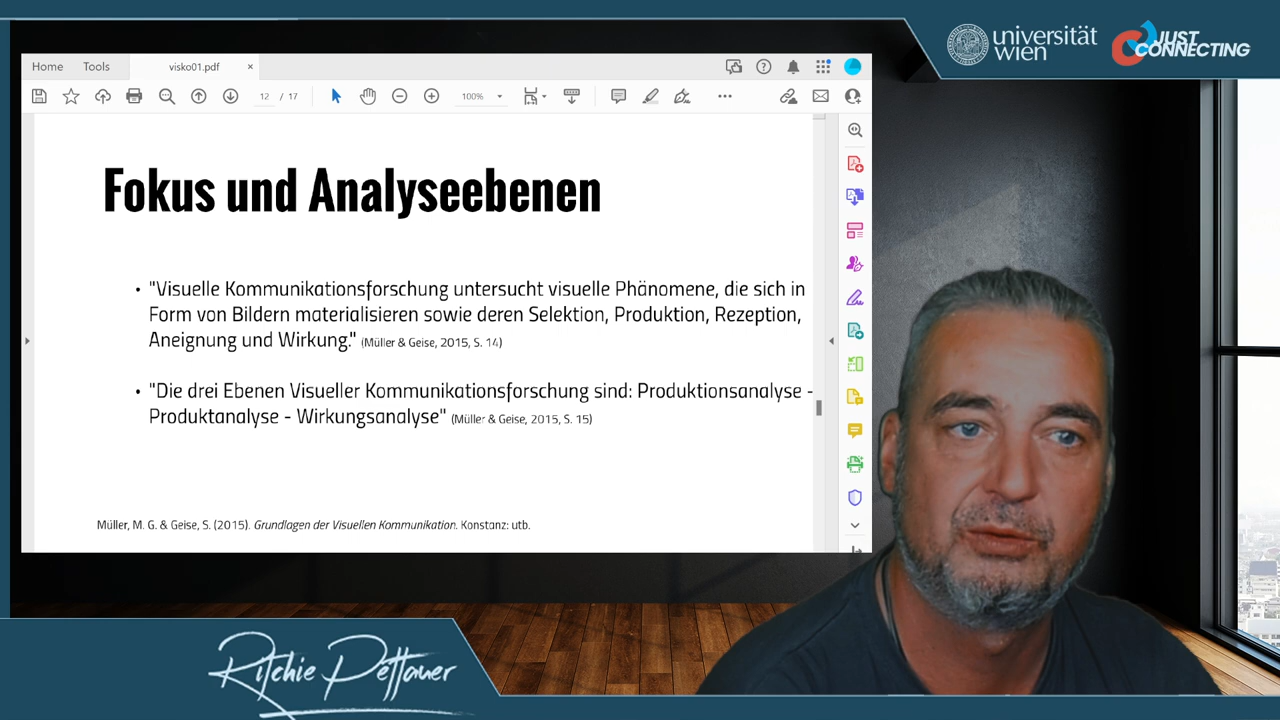 universität
wien
JUST
CONNECTING
Home
Tools
visko01.pdf
×
12 / 17
100%
Fokus und Analyseebenen
• "Visuelle Kommunikationsforschung untersucht visuelle Phänomene, die sich in
Form von Bildern materialisieren sowie deren Selektion, Produktion, Rezeption,
Aneignung und Wirkung." (Müller & Geise, 2015, S. 14)
• "Die drei Ebenen Visueller Kommunikationsforschung sind: Produktionsanalyse -
Produktanalyse - Wirkungsanalyse" (Müller & Geise, 2015, S. 15)
Müller, M. G. & Geise, S. (2015). Grundlagen der Visuellen Kommunikation. Konstanz: utb.
Ritchie Pettauer